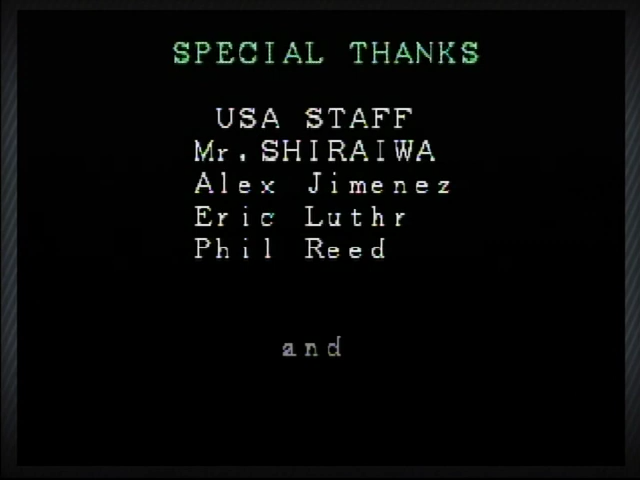 SPECIAL THANKS
USA STAFF
Mr.SHIRAIWA
Alex Jimenez
Eric Luthr
Phil Reed
and